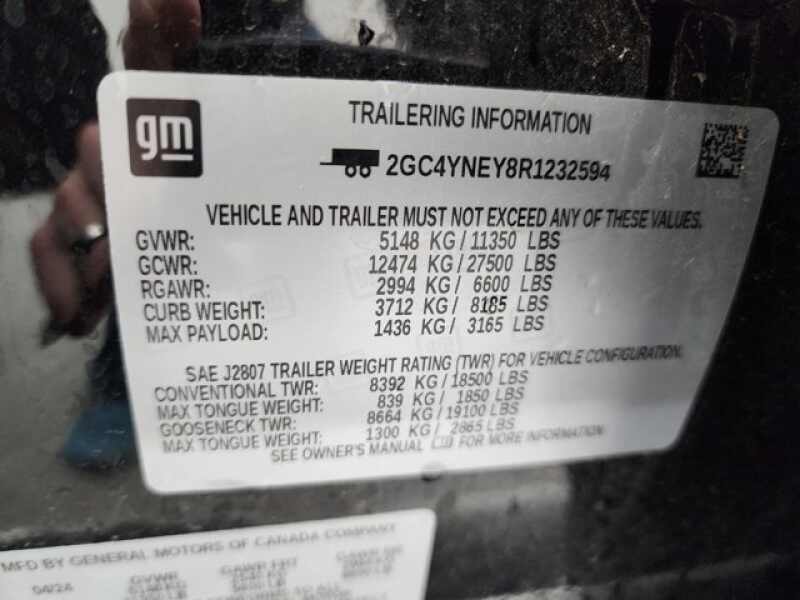 gm
TRAILERING INFORMATION
2GC4YNEY8R1232594
VEHICLE AND TRAILER MUST NOT EXCEED ANY OF THESE VALUES.
GVWR: 5148 KG / 11350 LBS
GCWR: 12474 KG / 27500 LBS
RGAWR: 2994 KG / 6600 LBS
CURB WEIGHT: 3712 KG / 8185 LBS
MAX PAYLOAD: 1436 KG / 3165 LBS
SAE J2807 TRAILER WEIGHT RATING (TWR) FOR VEHICLE CONFIGURATION.
CONVENTIONAL TWR: 8392 KG / 18500 LBS
MAX TONGUE WEIGHT: 839 KG / 1850 LBS
GOOSENECK TWR: 8664 KG / 19100 LBS
MAX TONGUE WEIGHT: 1300 KG / 2865 LBS
SEE OWNER'S MANUAL FOR MORE INFORMATION.
MFD BY GENERAL MOTORS OF CANADA COMPANY
04/24 GVWR GAWR FRT GAWR RR